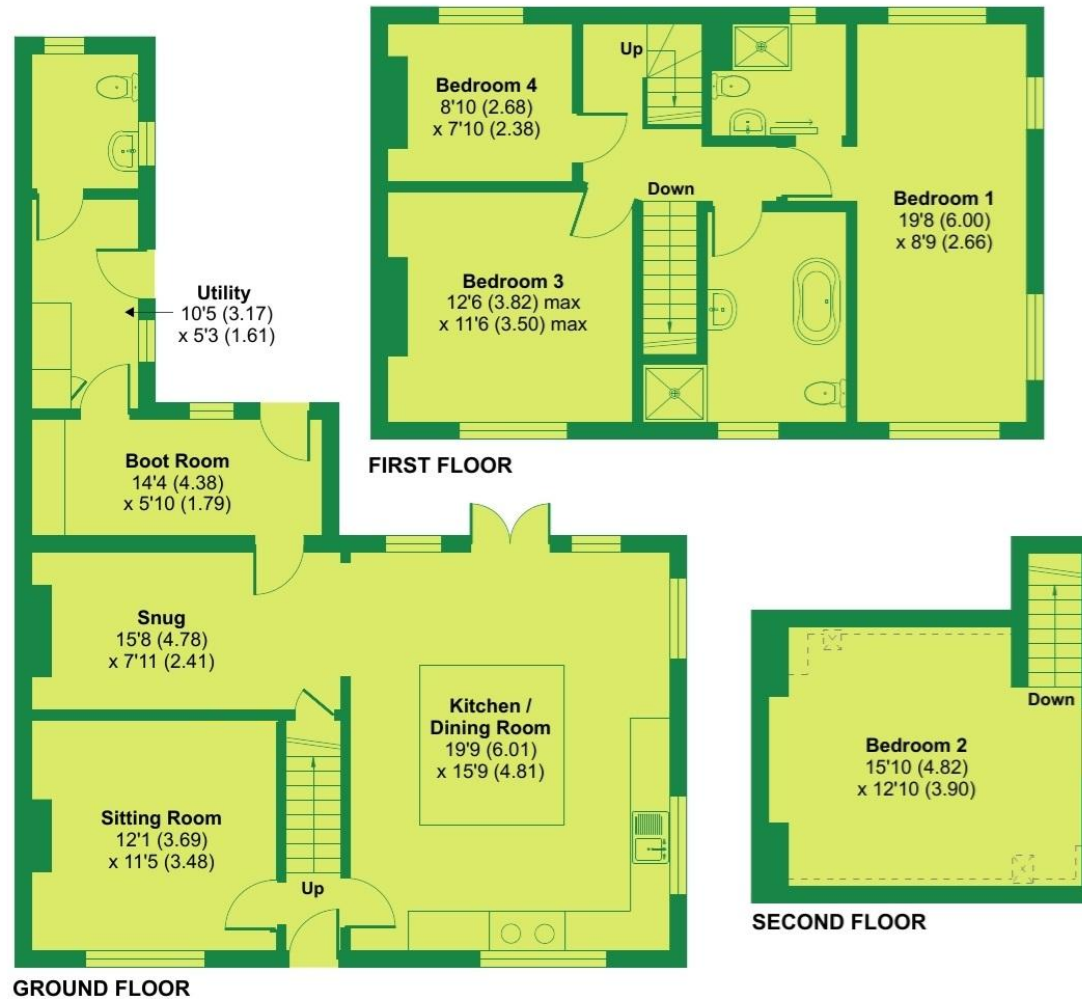 Utility
10'5 (3.17)
x 5'3 (1.61)
Boot Room
14'4 (4.38)
x 5'10 (1.79)
Snug
15'8 (4.78)
x 7'11 (2.41)
Kitchen /
Dining Room
19'9 (6.01)
x 15'9 (4.81)
Sitting Room
12'1 (3.69)
x 11'5 (3.48)
Up
GROUND FLOOR
Bedroom 4
8'10 (2.68)
x 7'10 (2.38)
Up
Bedroom 1
19'8 (6.00)
x 8'9 (2.66)
Down
Bedroom 3
12'6 (3.82) max
x 11'6 (3.50) max
FIRST FLOOR
Down
Bedroom 2
15'10 (4.82)
x 12'10 (3.90)
SECOND FLOOR